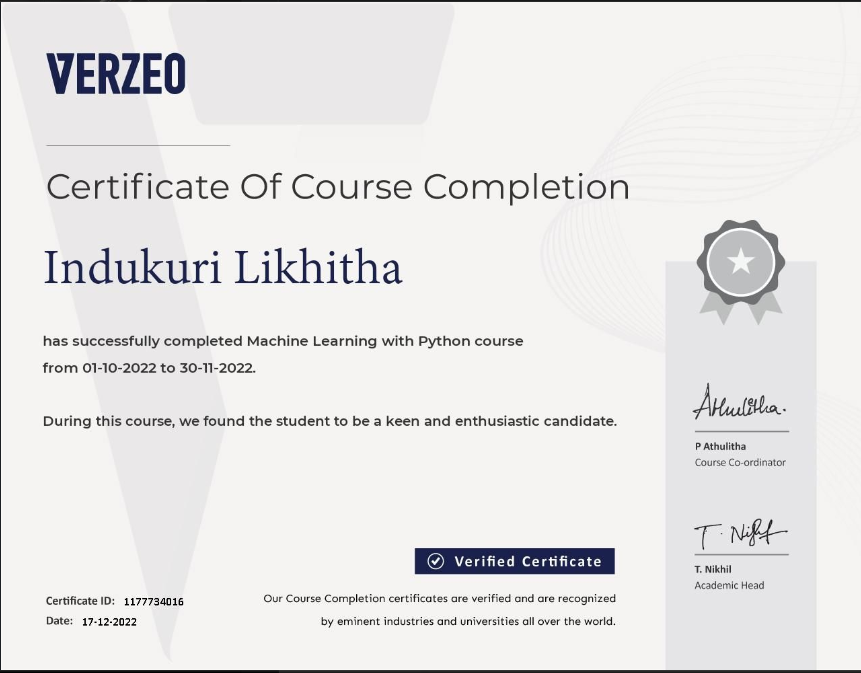 VERZEO
Certificate Of Course Completion
Indukuri Likhitha
has successfully completed Machine Learning with Python course
from 01-10-2022 to 30-11-2022.
During this course, we found the student to be a keen and enthusiastic candidate.
Athulitha.
P Athulitha
Course Co-ordinator
T. Nikhil
T. Nikhil
Academic Head
Verified Certificate
Certificate ID: 1177734016
Date: 17-12-2022
Our Course Completion certificates are verified and are recognized
by eminent industries and universities all over the world.